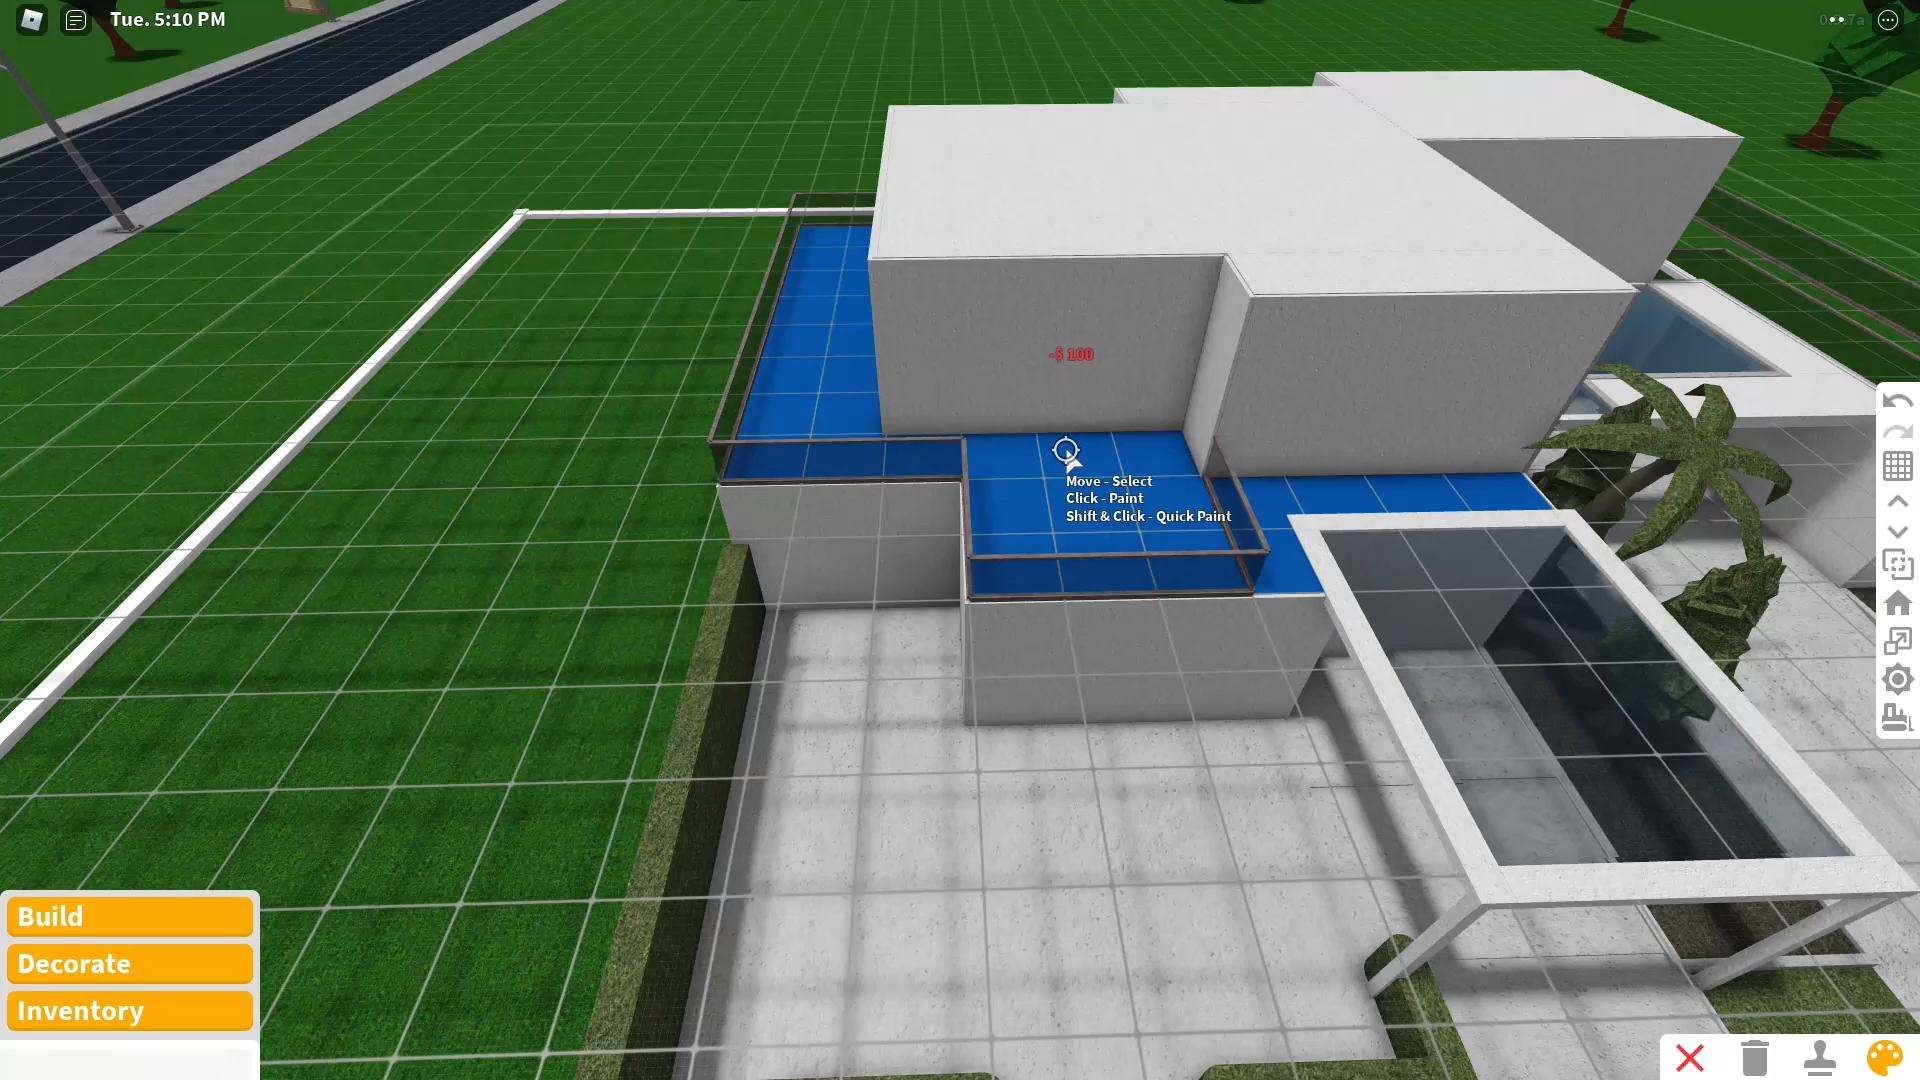 Tue. 5:10 PM
-$ 100
Move - Select
Click - Paint
Shift & Click - Quick Paint
Build
Decorate
Inventory